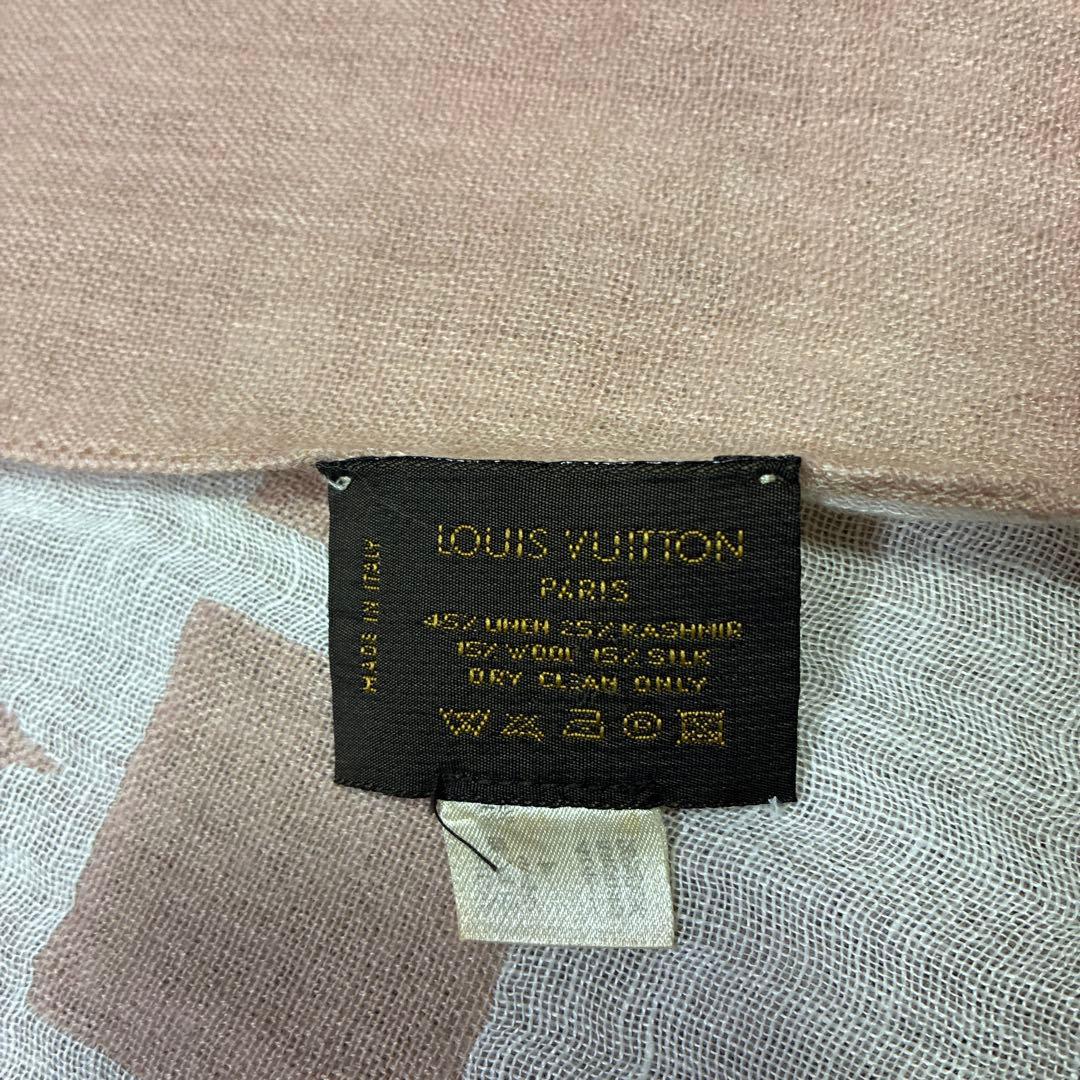 LOUIS VUITTON
PARIS
45% LINEN 25% KASHMIR
15% WOOL 15% SILK
DRY CLEAN ONLY
MADE IN ITALY